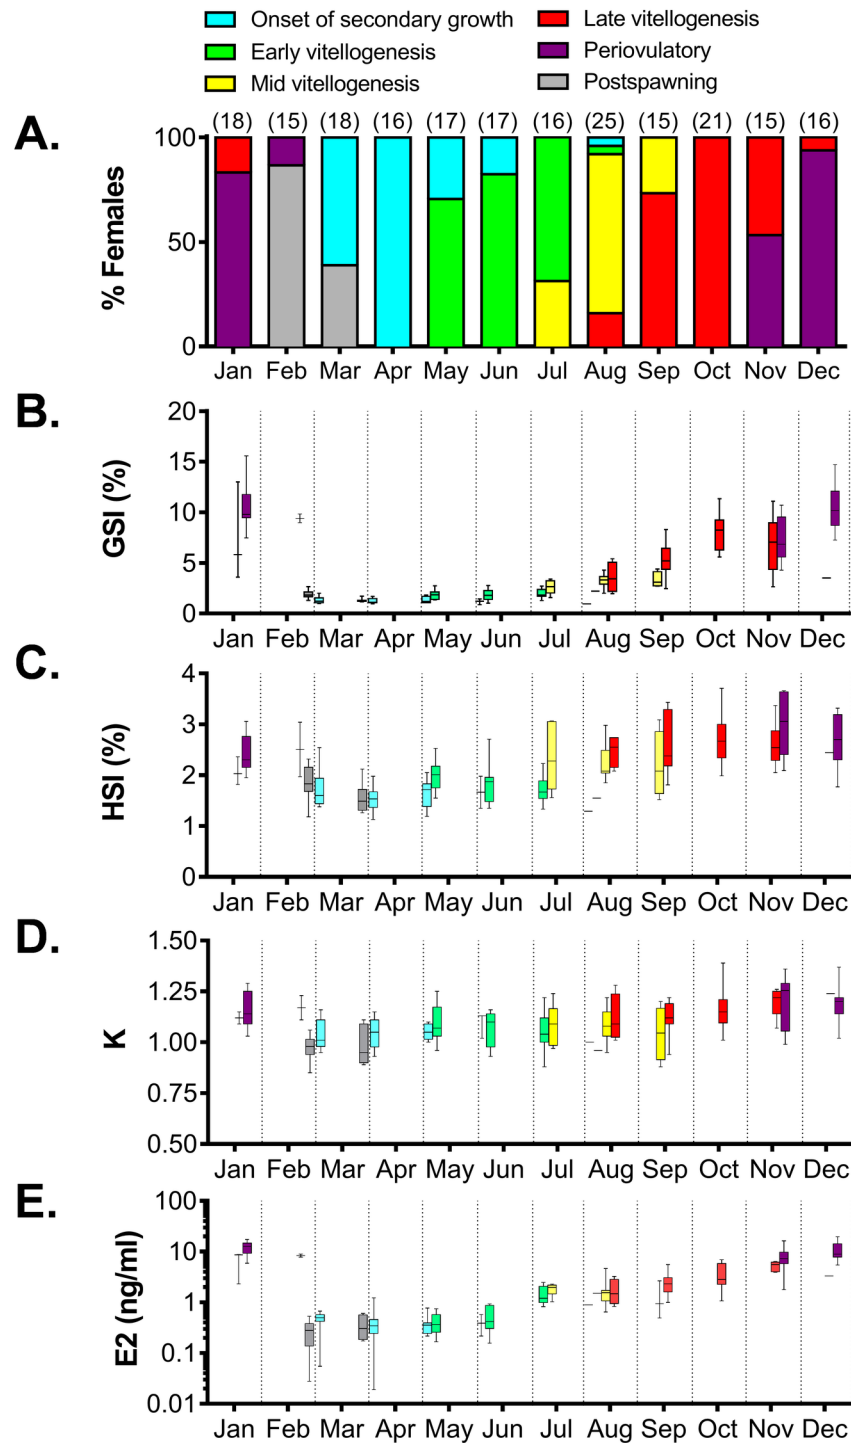 Onset of secondary growth Late vitellogenesis
Early vitellogenesis Periovulatory
Mid vitellogenesis Postspawning
A.
(18) (15) (18) (16) (17) (17) (16) (25) (15) (21) (15) (16)
100
50
0
% Females
Jan Feb Mar Apr May Jun Jul Aug Sep Oct Nov Dec
B.
20
15
10
5
0
GSI (%)
Jan Feb Mar Apr May Jun Jul Aug Sep Oct Nov Dec
C.
4
3
2
1
0
HSI (%)
Jan Feb Mar Apr May Jun Jul Aug Sep Oct Nov Dec
D.
1.50
1.25
1.00
0.75
0.50
K
Jan Feb Mar Apr May Jun Jul Aug Sep Oct Nov Dec
E.
100
10
1
0.1
0.01
E2 (ng/ml)
Jan Feb Mar Apr May Jun Jul Aug Sep Oct Nov Dec